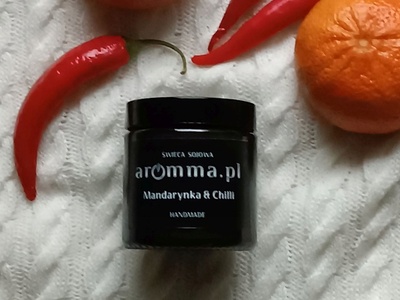 ŚWIECA SOJOWA
aromma.pl
Mandarynka & Chilli
HANDMADE